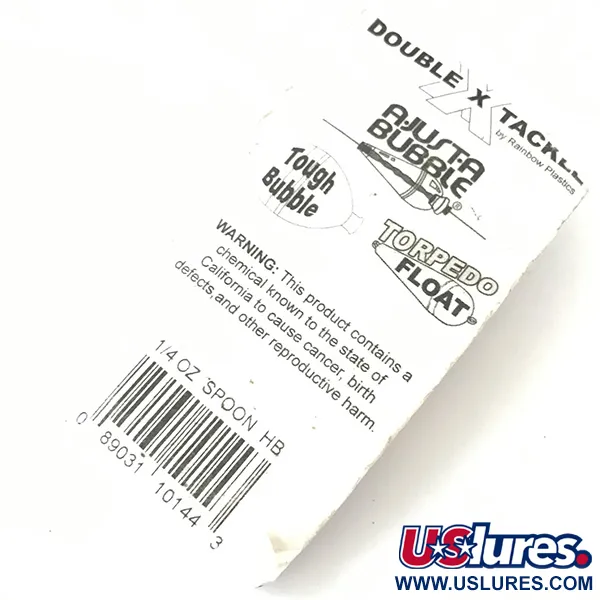 DOUBLE X TACKLE
by Rainbow Plastics
A-JUST-A
BUBBLE®
Tough
Bubble
TORPEDO
FLOAT
WARNING: This product contains a
chemical known to the state of
California to cause cancer, birth
defects,and other reproductive harm.
1/4 OZ SPOON HB
0 89031 10144 3
USlures.
WWW.USLURES.COM